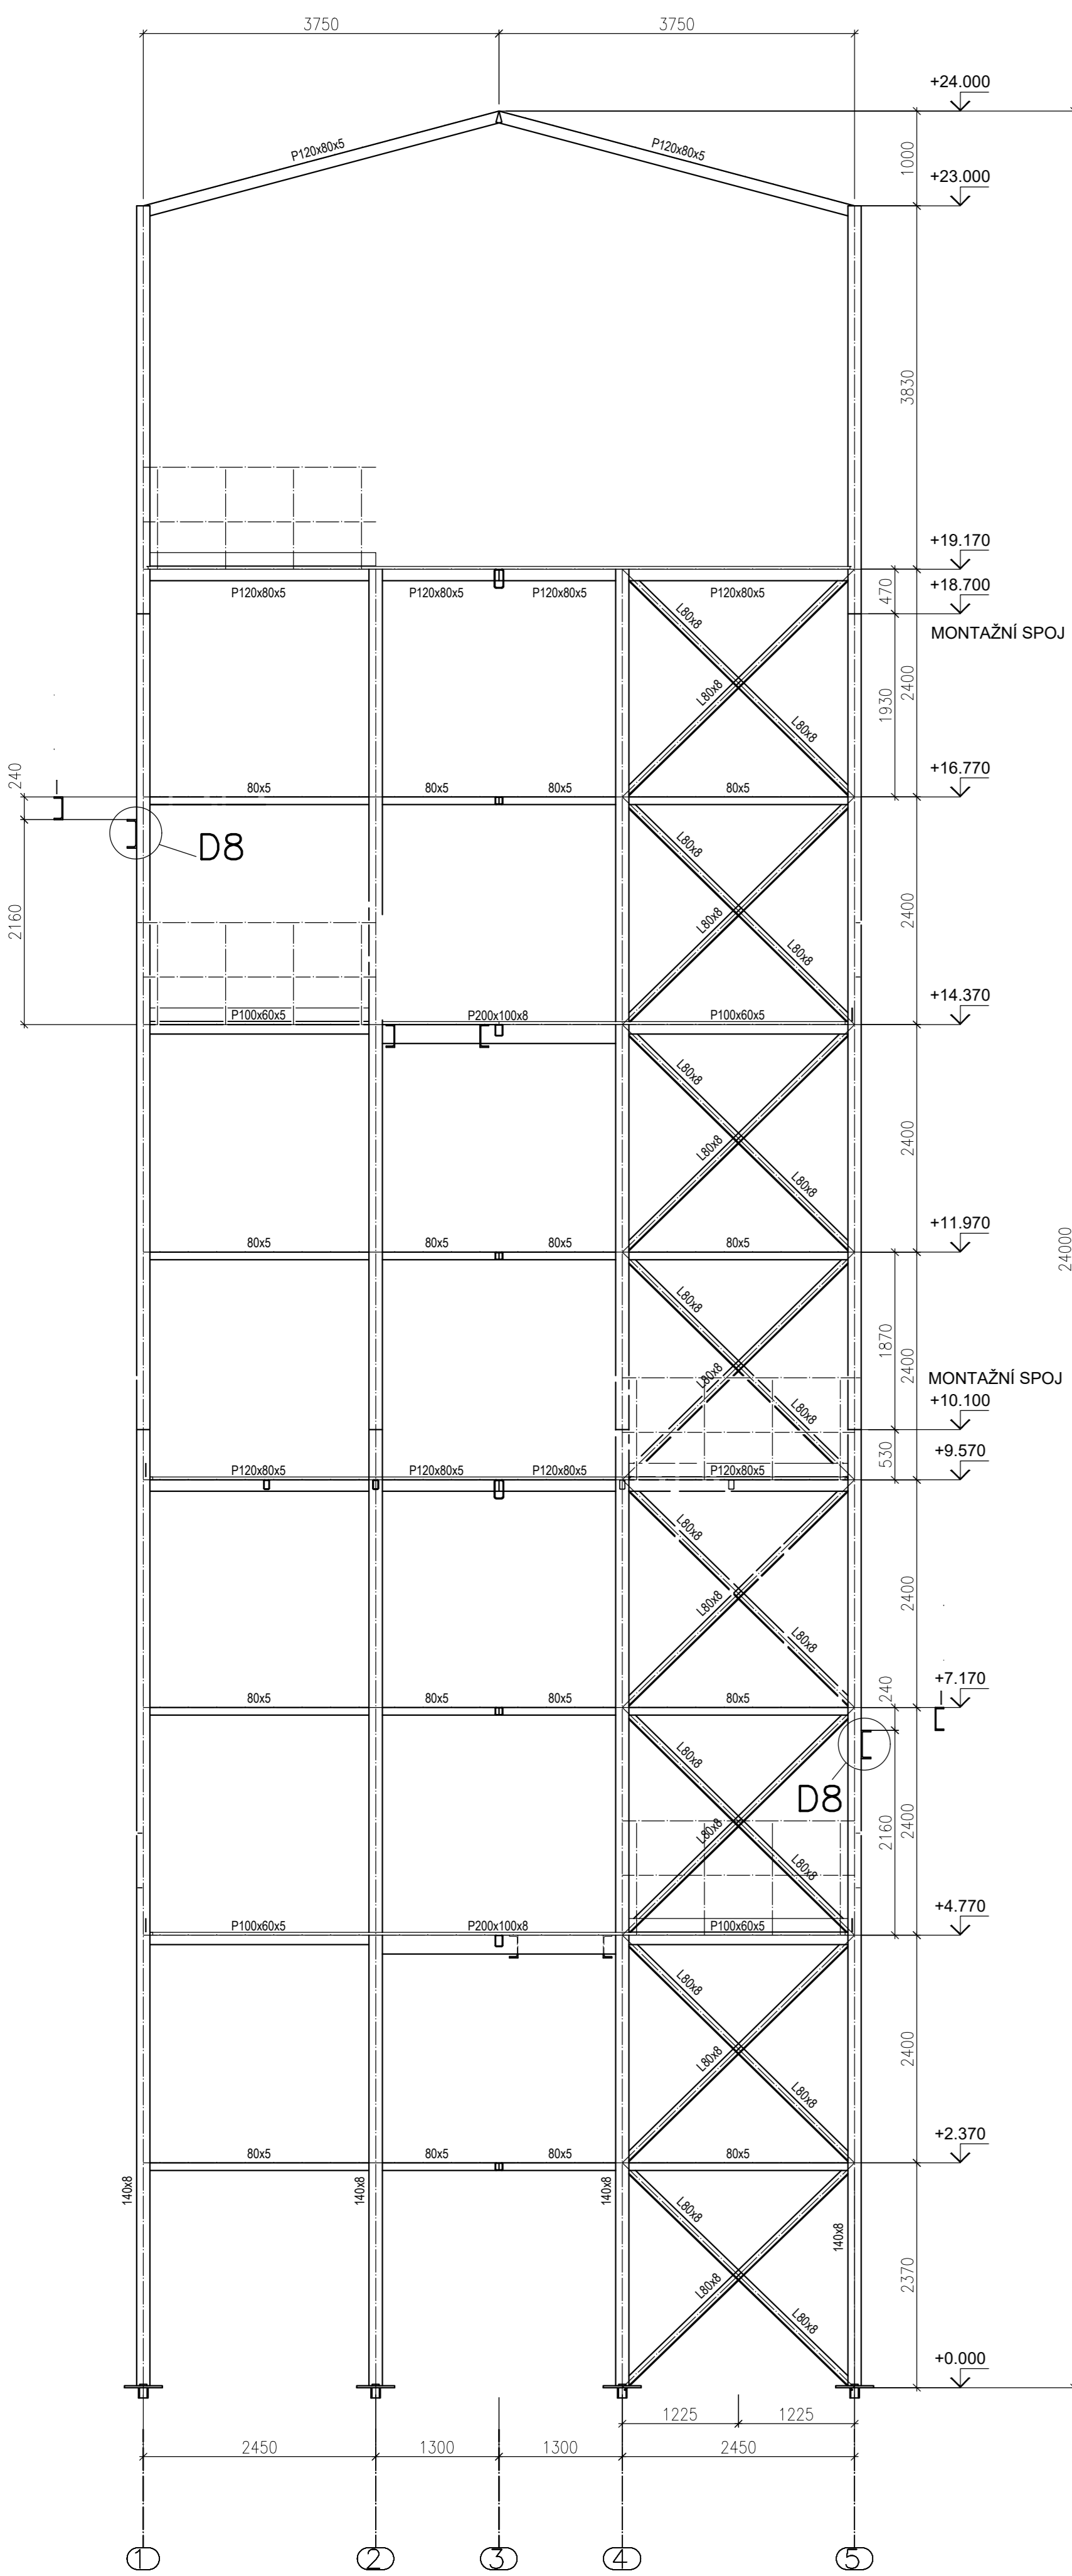 3750 3750
+24.000
P120x80x5 P120x80x5
1000
+23.000
3830
+19.170
P120x80x5 P120x80x5 P120x80x5 P120x80x5
470
+18.700
MONTAŽNÍ SPOJ
L80x8
L80x8
L80x8
1930
2400
240
80x5 80x5 80x5 80x5
+16.770
D8
L80x8
L80x8
L80x8
2160
2400
+14.370
P100x60x5 P200x100x8 P100x60x5
L80x8
L80x8
L80x8
2400
+11.970
80x5 80x5 80x5 80x5
24000
L80x8
L80x8
L80x8
1870
2400
MONTAŽNÍ SPOJ
+10.100
530
+9.570
P120x80x5 P120x80x5 P120x80x5 P120x80x5
L80x8
L80x8
L80x8
2400
240
+7.170
80x5 80x5 80x5 80x5
L80x8
D8
L80x8
L80x8
2160
2400
+4.770
P100x60x5 P200x100x8 P100x60x5
L80x8
L80x8
L80x8
2400
+2.370
80x5 80x5 80x5 80x5
140x8 140x8 140x8 140x8
L80x8
L80x8
L80x8
2370
+0.000
1225 1225
2450 1300 1300 2450
1 2 3 4 5